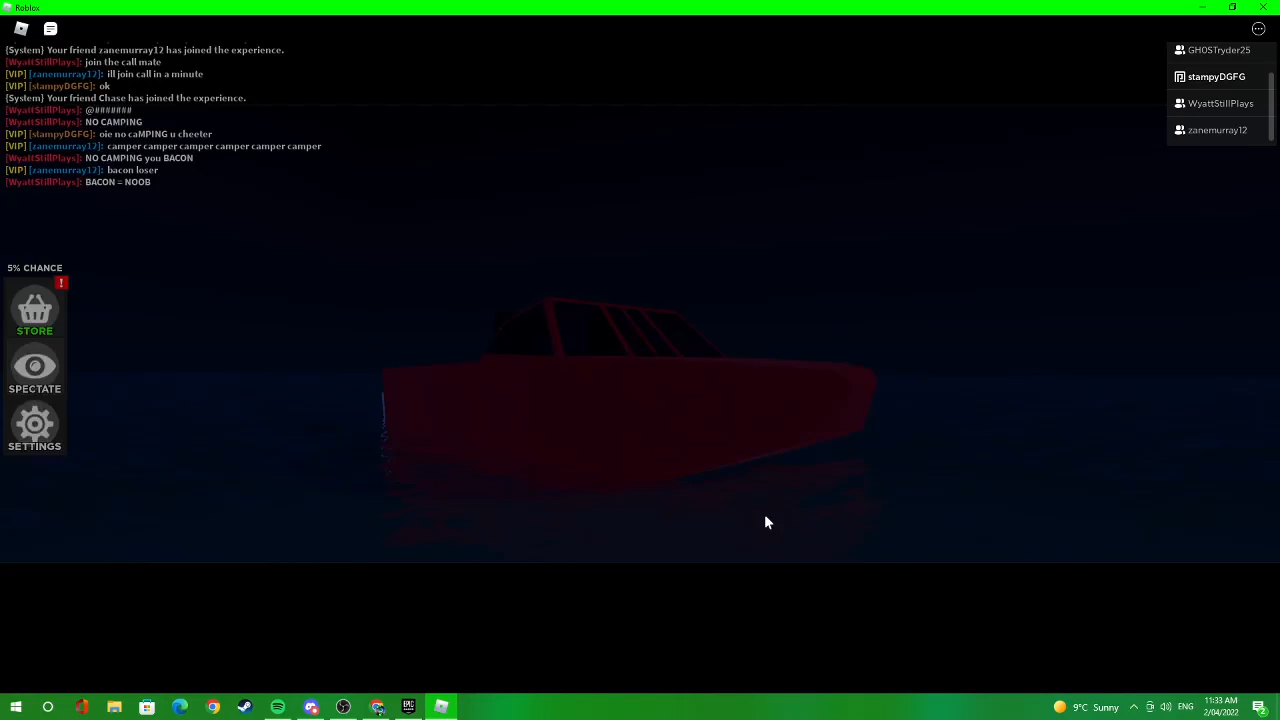 Roblox
{System} Your friend zanemurray12 has joined the experience.
[WyattStillPlays]: join the call mate
[VIP] [zanemurray12]: ill join call in a minute
[VIP] [stampyDGFG]: ok
{System} Your friend Chase has joined the experience.
[WyattStillPlays]: @#######
[WyattStillPlays]: NO CAMPING
[VIP] [stampyDGFG]: oie no caMPING u cheeter
[VIP] [zanemurray12]: camper camper camper camper camper camper
[WyattStillPlays]: NO CAMPING you BACON
[VIP] [zanemurray12]: bacon loser
[WyattStillPlays]: BACON = NOOB
GH0STryder25
stampyDGFG
WyattStillPlays
zanemurray12
5% CHANCE
!
STORE
SPECTATE
SETTINGS
EPIC
9°C Sunny
ENG
11:33 AM
2/04/2022
2